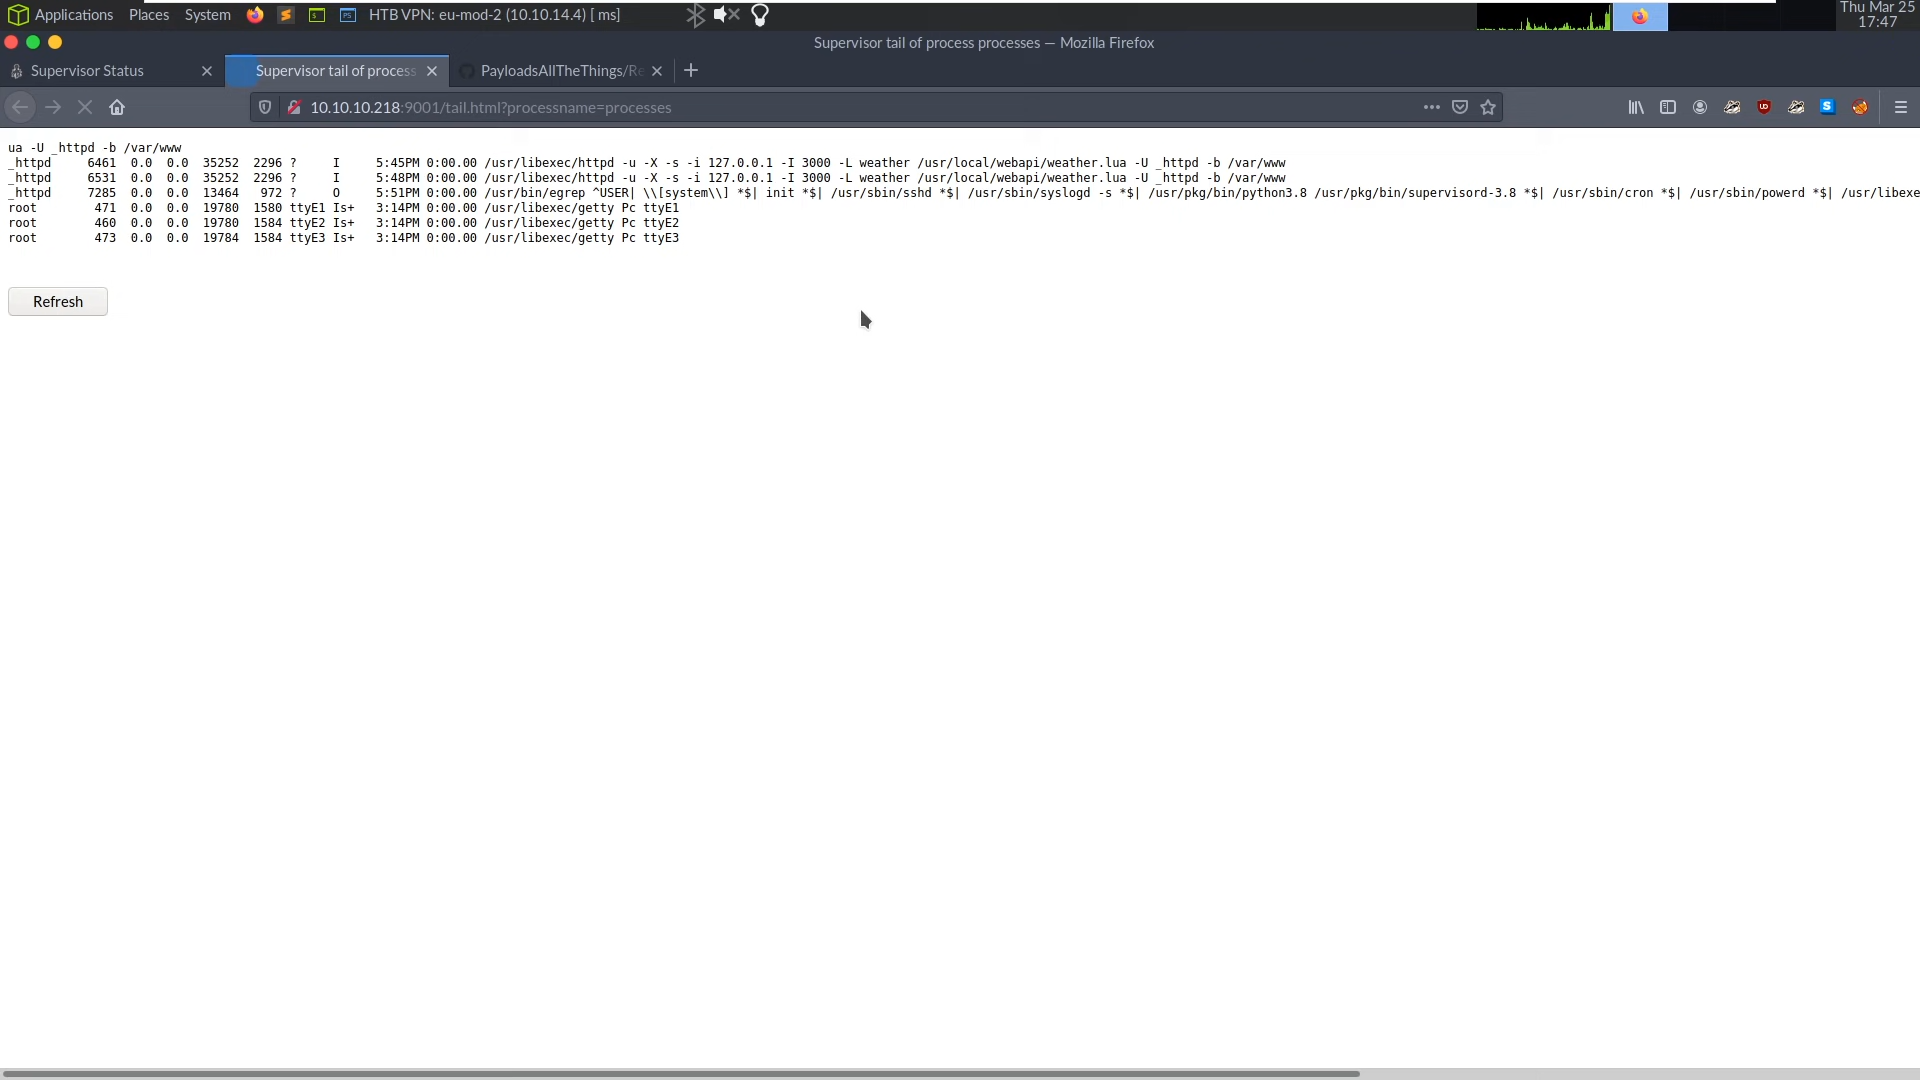 Applications Places System HTB VPN: eu-mod-2 (10.10.14.4) [ ms] Thu Mar 25
17:47
Supervisor tail of process processes — Mozilla Firefox
Supervisor Status Supervisor tail of process PayloadsAllTheThings/Re
10.10.10.218:9001/tail.html?processname=processes
ua -U _httpd -b /var/www
_httpd 6461 0.0 0.0 35252 2296 ? I 5:45PM 0:00.00 /usr/libexec/httpd -u -X -s -i 127.0.0.1 -I 3000 -L weather /usr/local/webapi/weather.lua -U _httpd -b /var/www
_httpd 6531 0.0 0.0 35252 2296 ? I 5:48PM 0:00.00 /usr/libexec/httpd -u -X -s -i 127.0.0.1 -I 3000 -L weather /usr/local/webapi/weather.lua -U _httpd -b /var/www
_httpd 7285 0.0 0.0 13464 972 ? O 5:51PM 0:00.00 /usr/bin/egrep ^USER| \\[system\\] *$| init *$| /usr/sbin/sshd *$| /usr/sbin/syslogd -s *$| /usr/pkg/bin/python3.8 /usr/pkg/bin/supervisord-3.8 *$| /usr/sbin/cron *$| /usr/sbin/powerd *$| /usr/libexe
root 471 0.0 0.0 19780 1580 ttyE1 Is+ 3:14PM 0:00.00 /usr/libexec/getty Pc ttyE1
root 460 0.0 0.0 19780 1584 ttyE2 Is+ 3:14PM 0:00.00 /usr/libexec/getty Pc ttyE2
root 473 0.0 0.0 19784 1584 ttyE3 Is+ 3:14PM 0:00.00 /usr/libexec/getty Pc ttyE3
Refresh